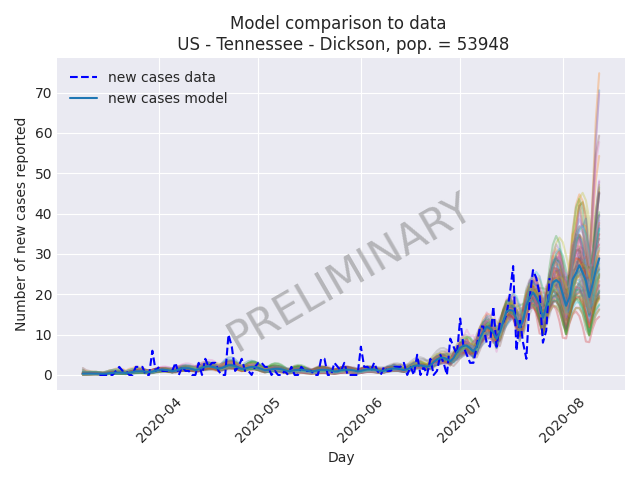 Model comparison to data
US - Tennessee - Dickson, pop. = 53948
new cases data
new cases model
Number of new cases reported
70
60
50
40
30
20
10
0
PRELIMINARY
2020-04
2020-05
2020-06
2020-07
2020-08
Day